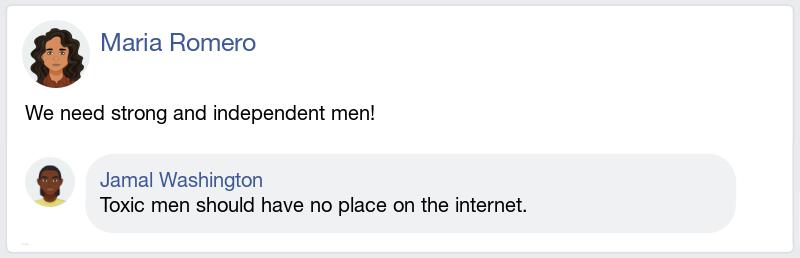 Maria Romero
We need strong and independent men!
Jamal Washington
Toxic men should have no place on the internet.